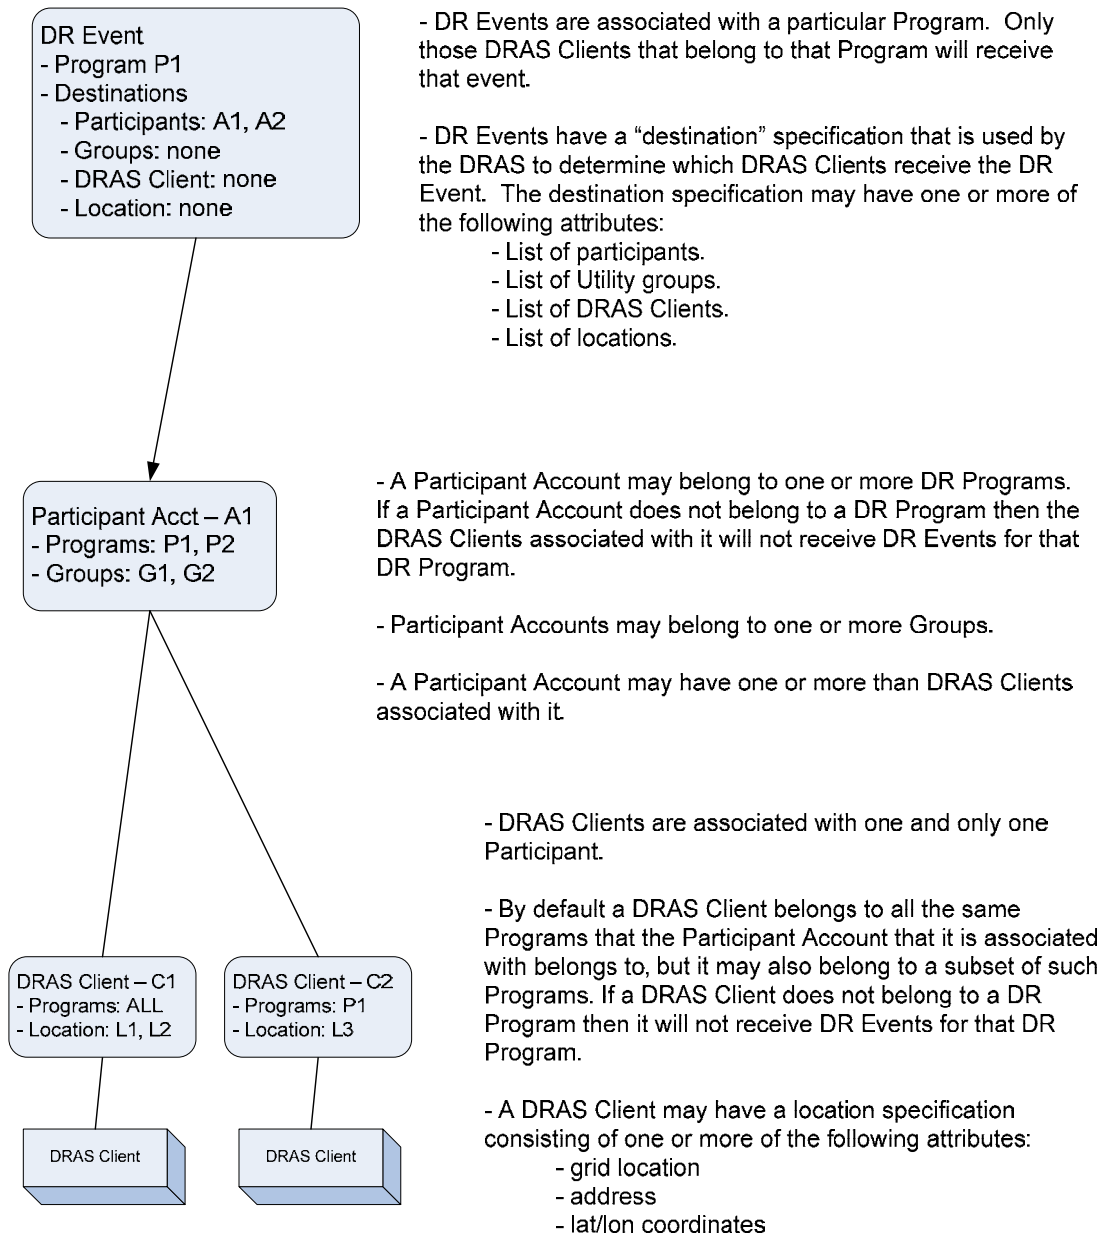 DR Event
- Program P1
- Destinations
- Participants: A1, A2
- Groups: none
- DRAS Client: none
- Location: none
- DR Events are associated with a particular Program.  Only
those DRAS Clients that belong to that Program will receive
that event.
- DR Events have a “destination” specification that is used by
the DRAS to determine which DRAS Clients receive the DR
Event.  The destination specification may have one or more of
the following attributes:
- List of participants.
- List of Utility groups.
- List of DRAS Clients.
- List of locations.
Participant Acct – A1
- Programs: P1, P2
- Groups: G1, G2
- A Participant Account may belong to one or more DR Programs.
If a Participant Account does not belong to a DR Program then the
DRAS Clients associated with it will not receive DR Events for that
DR Program.
- Participant Accounts may belong to one or more Groups.
- A Participant Account may have one or more than DRAS Clients
associated with it.
DRAS Client – C1
- Programs: ALL
- Location: L1, L2
DRAS Client – C2
- Programs: P1
- Location: L3
DRAS Client
DRAS Client
- DRAS Clients are associated with one and only one
Participant.
- By default a DRAS Client belongs to all the same
Programs that the Participant Account that it is associated
with belongs to, but it may also belong to a subset of such
Programs. If a DRAS Client does not belong to a DR
Program then it will not receive DR Events for that DR
Program.
- A DRAS Client may have a location specification
consisting of one or more of the following attributes:
- grid location
- address
- lat/lon coordinates